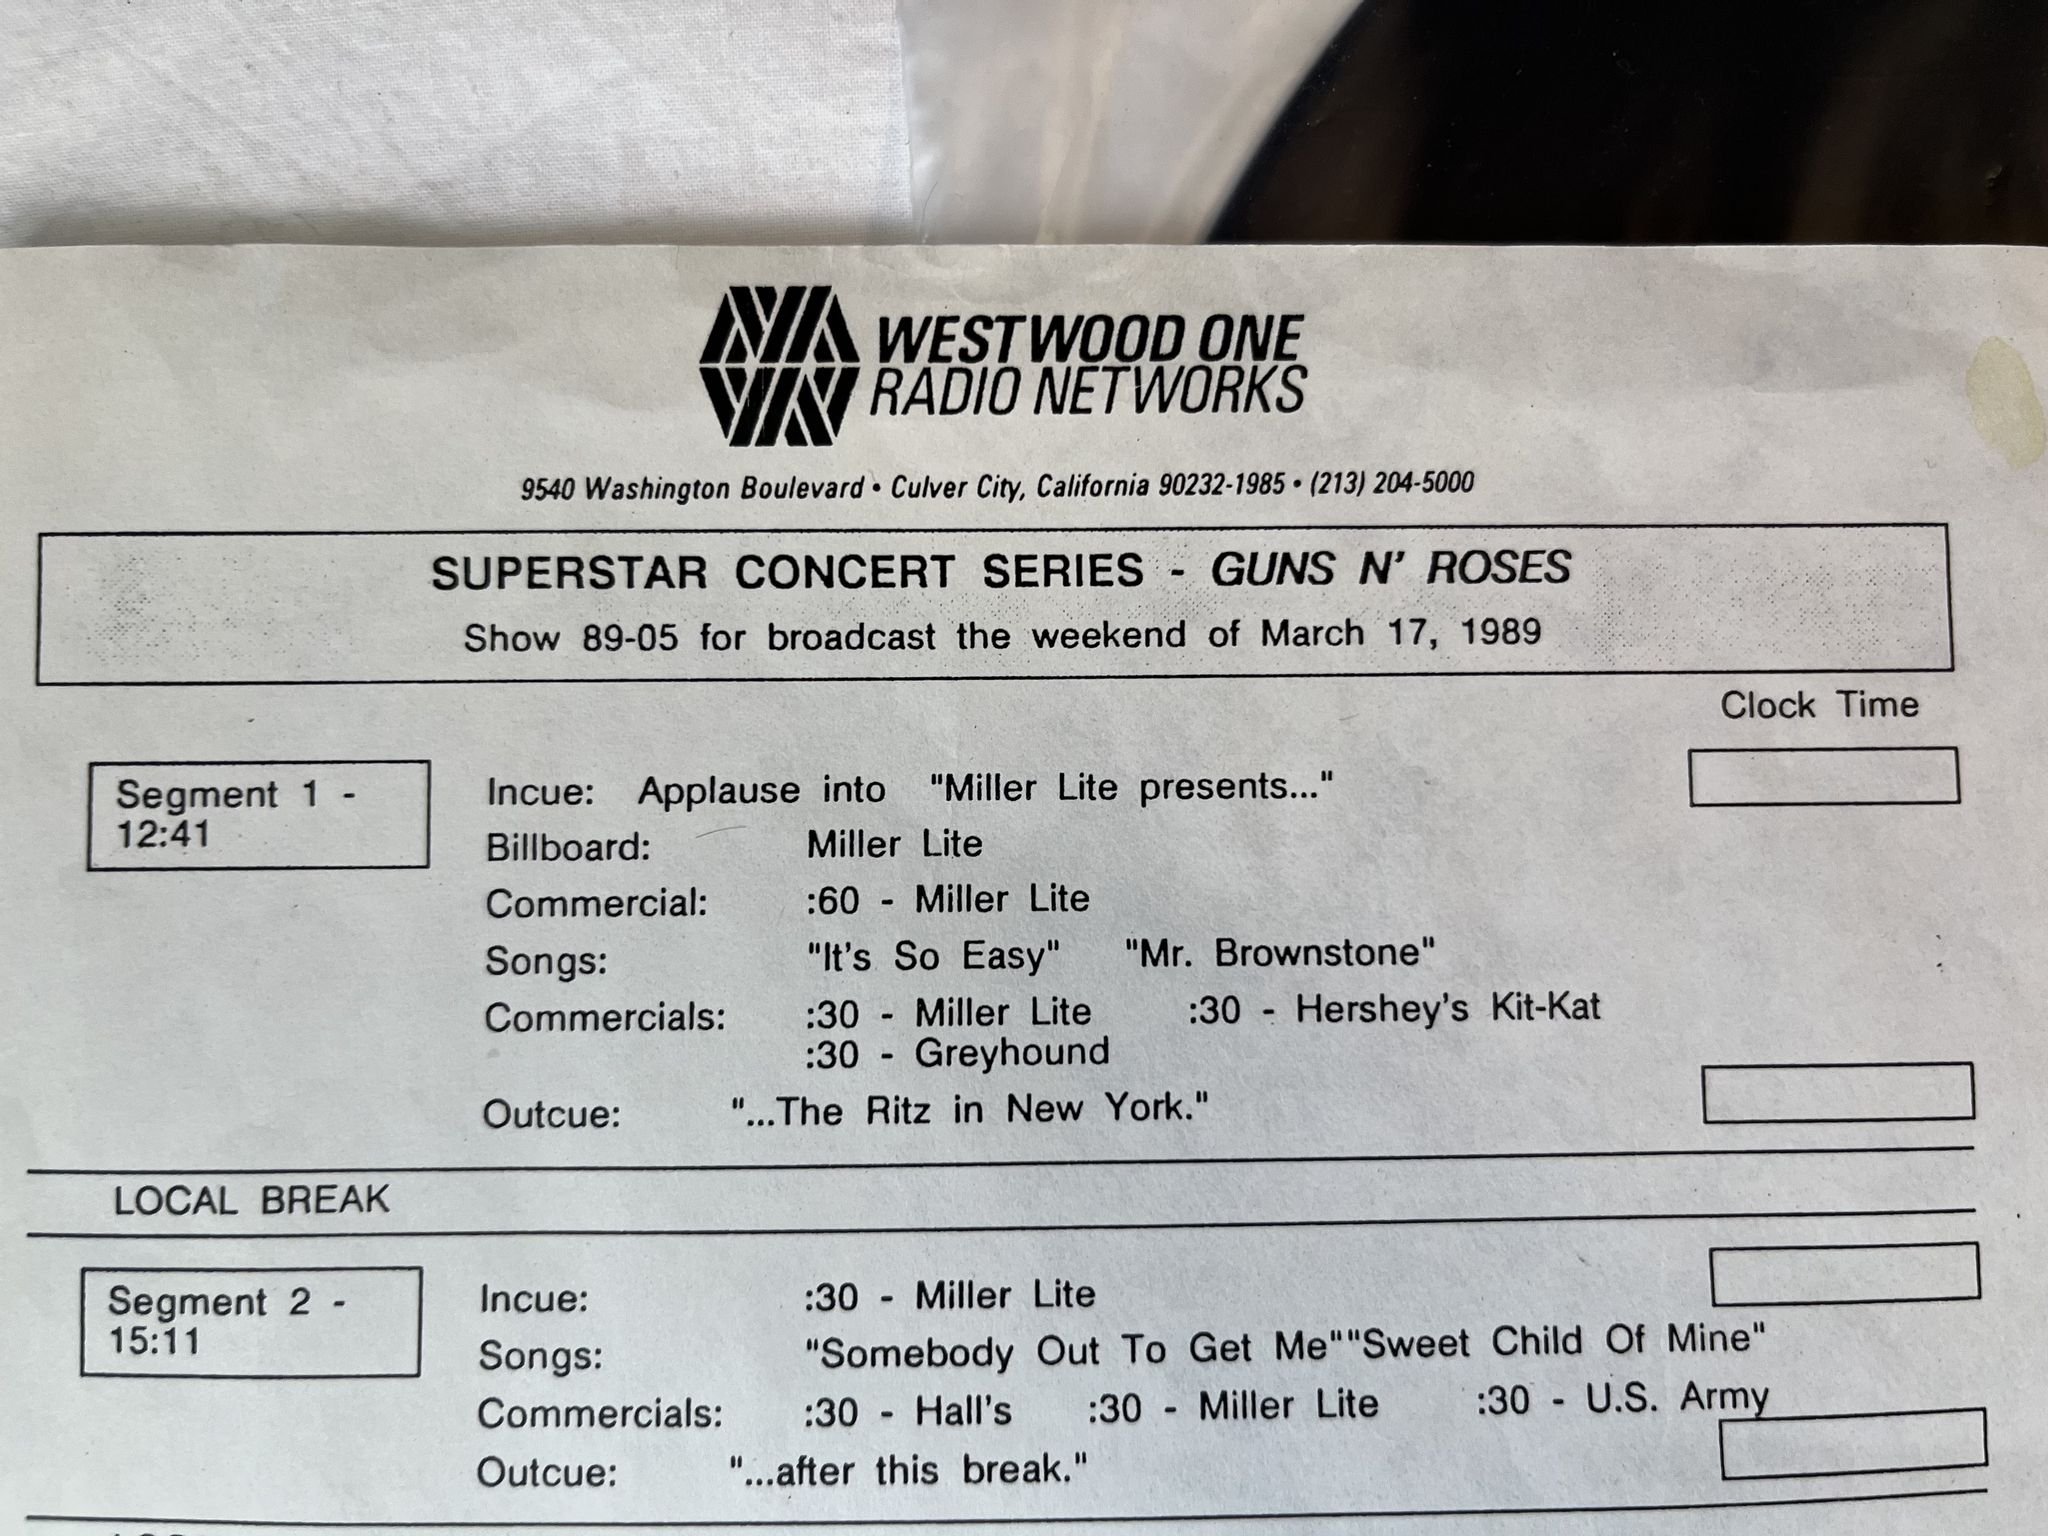 WESTWOOD ONE
RADIO NETWORKS
9540 Washington Boulevard • Culver City, California 90232-1985 • (213) 204-5000
SUPERSTAR CONCERT SERIES - GUNS N' ROSES
Show 89-05 for broadcast the weekend of March 17, 1989
Clock Time
Segment 1 -
12:41
Incue: Applause into "Miller Lite presents..."
Billboard: Miller Lite
Commercial: :60 - Miller Lite
Songs: "It's So Easy" "Mr. Brownstone"
Commercials: :30 - Miller Lite :30 - Hershey's Kit-Kat
:30 - Greyhound
Outcue: "...The Ritz in New York."
LOCAL BREAK
Segment 2 -
15:11
Incue: :30 - Miller Lite
Songs: "Somebody Out To Get Me""Sweet Child Of Mine"
Commercials: :30 - Hall's :30 - Miller Lite :30 - U.S. Army
Outcue: "...after this break."